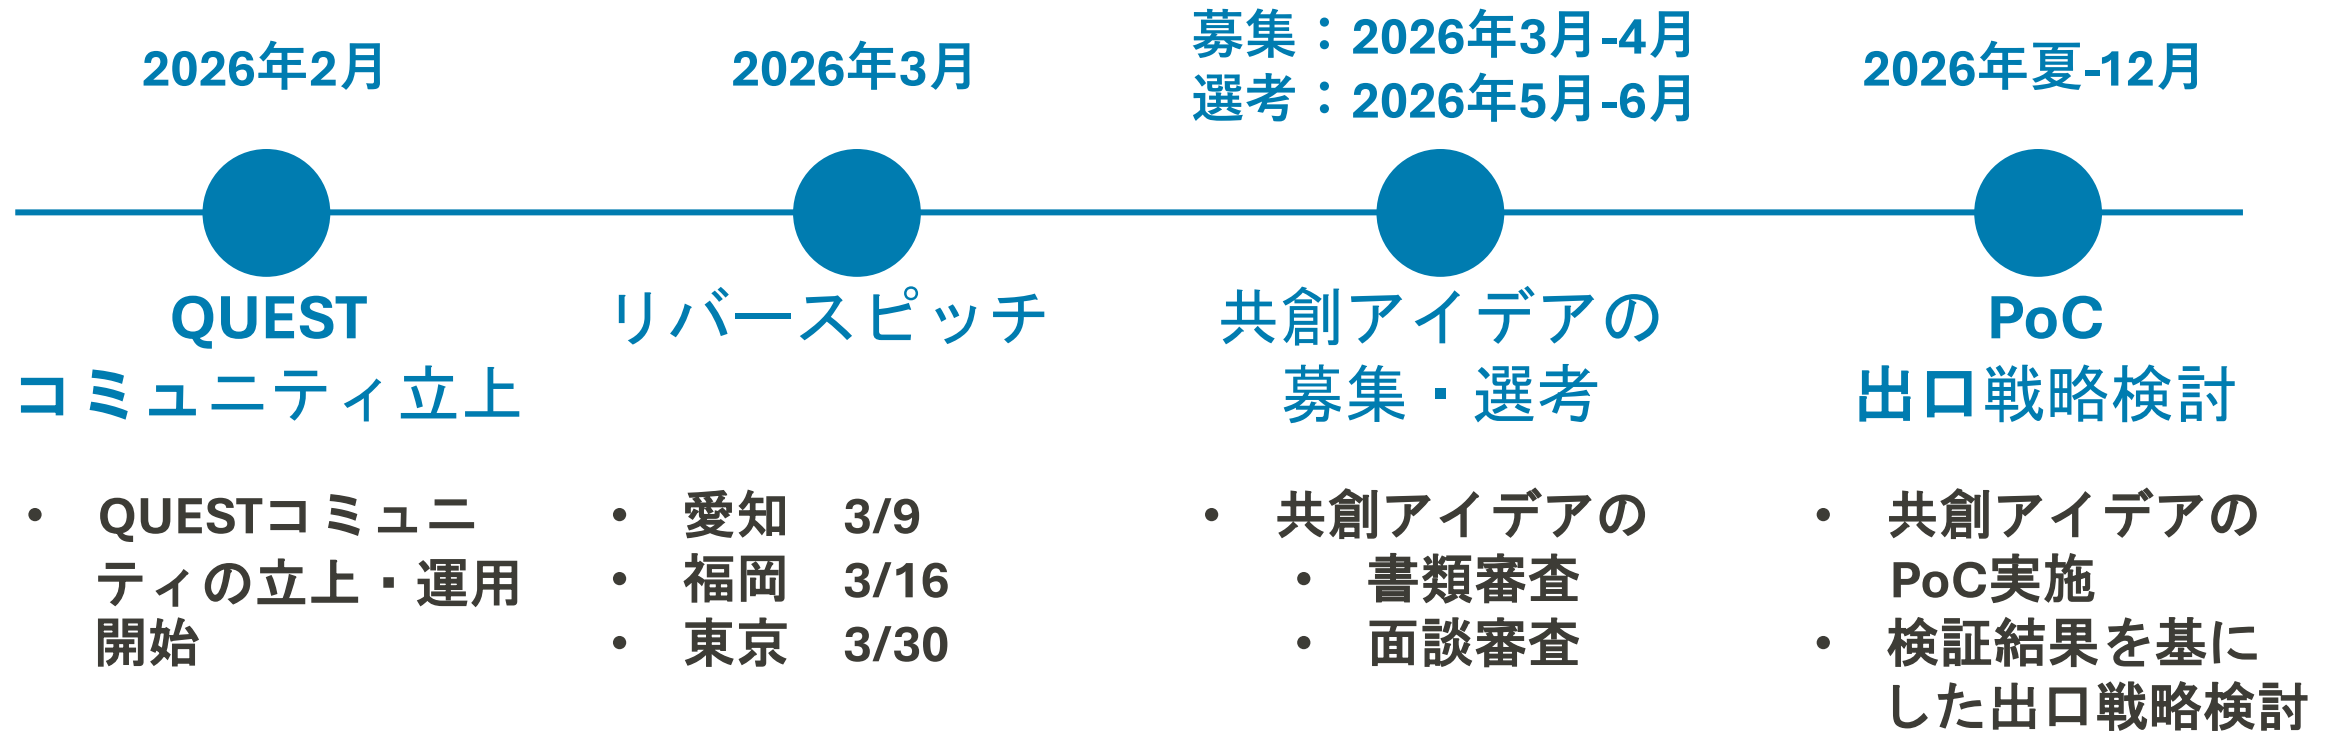 2026年2月
QUEST
コミュニティ立上
• QUESTコミュニ
ティの立上・運用
開始
2026年3月
リバースピッチ
• 愛知 3/9
• 福岡 3/16
• 東京 3/30
募集：2026年3月-4月
選考：2026年5月-6月
共創アイデアの
募集・選考
• 共創アイデアの
• 書類審査
• 面談審査
2026年夏-12月
PoC
出口戦略検討
• 共創アイデアの
PoC実施
• 検証結果を基に
した出口戦略検討